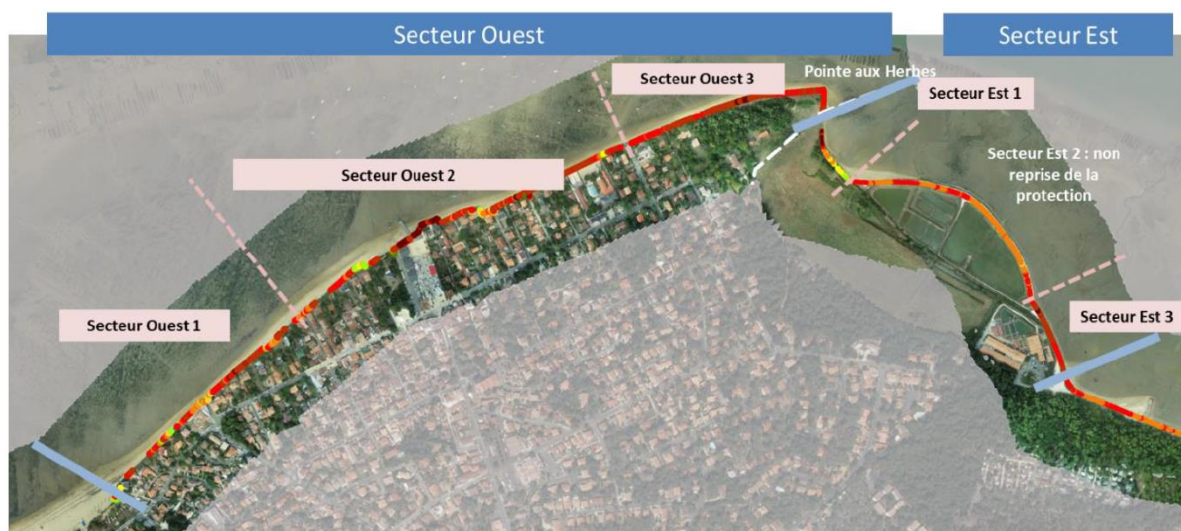 Secteur Ouest
Secteur Est
Secteur Ouest 3
Pointe aux Herbes
Secteur Est 1
Secteur Ouest 2
Secteur Est 2 : non
reprise de la
protection
Secteur Ouest 1
Secteur Est 3